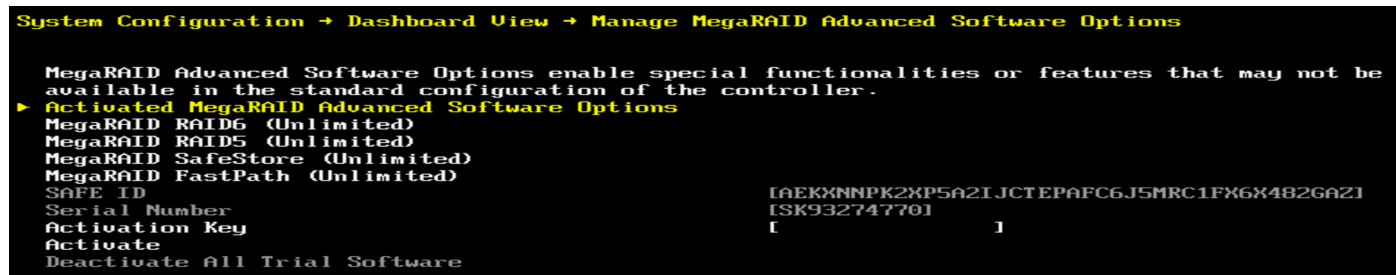 System Configuration → Dashboard View → Manage MegaRAID Advanced Software Options
MegaRAID Advanced Software Options enable special functionalities or features that may not be
available in the standard configuration of the controller.
► Activated MegaRAID Advanced Software Options
MegaRAID RAID6 (Unlimited)
MegaRAID RAID5 (Unlimited)
MegaRAID SafeStore (Unlimited)
MegaRAID FastPath (Unlimited)
SAFE ID [AEKXNNPK2XP5A2IJCTEPAFC6J5MRC1FX6X482GAZ]
Serial Number [SK93274770]
Activation Key [ ]
Activate
Deactivate All Trial Software